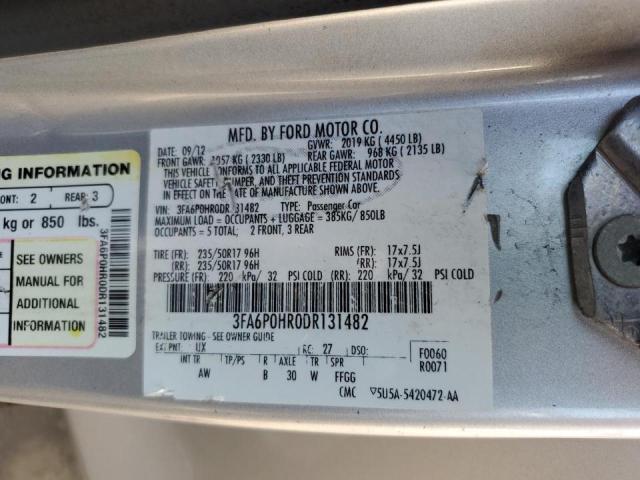 NG INFORMATION
ONT: 2 REAR: 3
kg or 850 lbs.
SEE OWNERS
MANUAL FOR
ADDITIONAL
INFORMATION
3FA6P0HR0DR131482
MFD. BY FORD MOTOR CO.
DATE: 09/12 GVWR: 2019 KG ( 4450 LB)
FRONT GAWR: 1057 KG ( 2330 LB) REAR GAWR: 968 KG ( 2135 LB)
THIS VEHICLE CONFORMS TO ALL APPLICABLE FEDERAL MOTOR
VEHICLE SAFETY, BUMPER, AND THEFT PREVENTION STANDARDS
IN EFFECT ON THE DATE OF MANUFACTURE SHOWN ABOVE.
VIN: 3FA6P0HR0DR131482 TYPE: Passenger Car
MAXIMUM LOAD = OCCUPANTS + LUGGAGE = 385KG/850LB
OCCUPANTS = 5 TOTAL: 2 FRONT, 3 REAR
TIRE (FR): 235/50R17 96H RIMS (FR): 17x7.5J
(RR): 235/50R17 96H (RR): 17x7.5J
PRESSURE (FR): 220 kPa/ 32 PSI COLD (RR): 220 kPa/ 32 PSI COLD
3FA6P0HR0DR131482
TRAILER TOWING - SEE OWNER GUIDE
EXT PNT: UX RC: 27 DSO: F0060
R0071
INT TR TP/PS R AXLE TR SPR
AW B 30 W FFGG
CMC 5U5A-5420472-AA